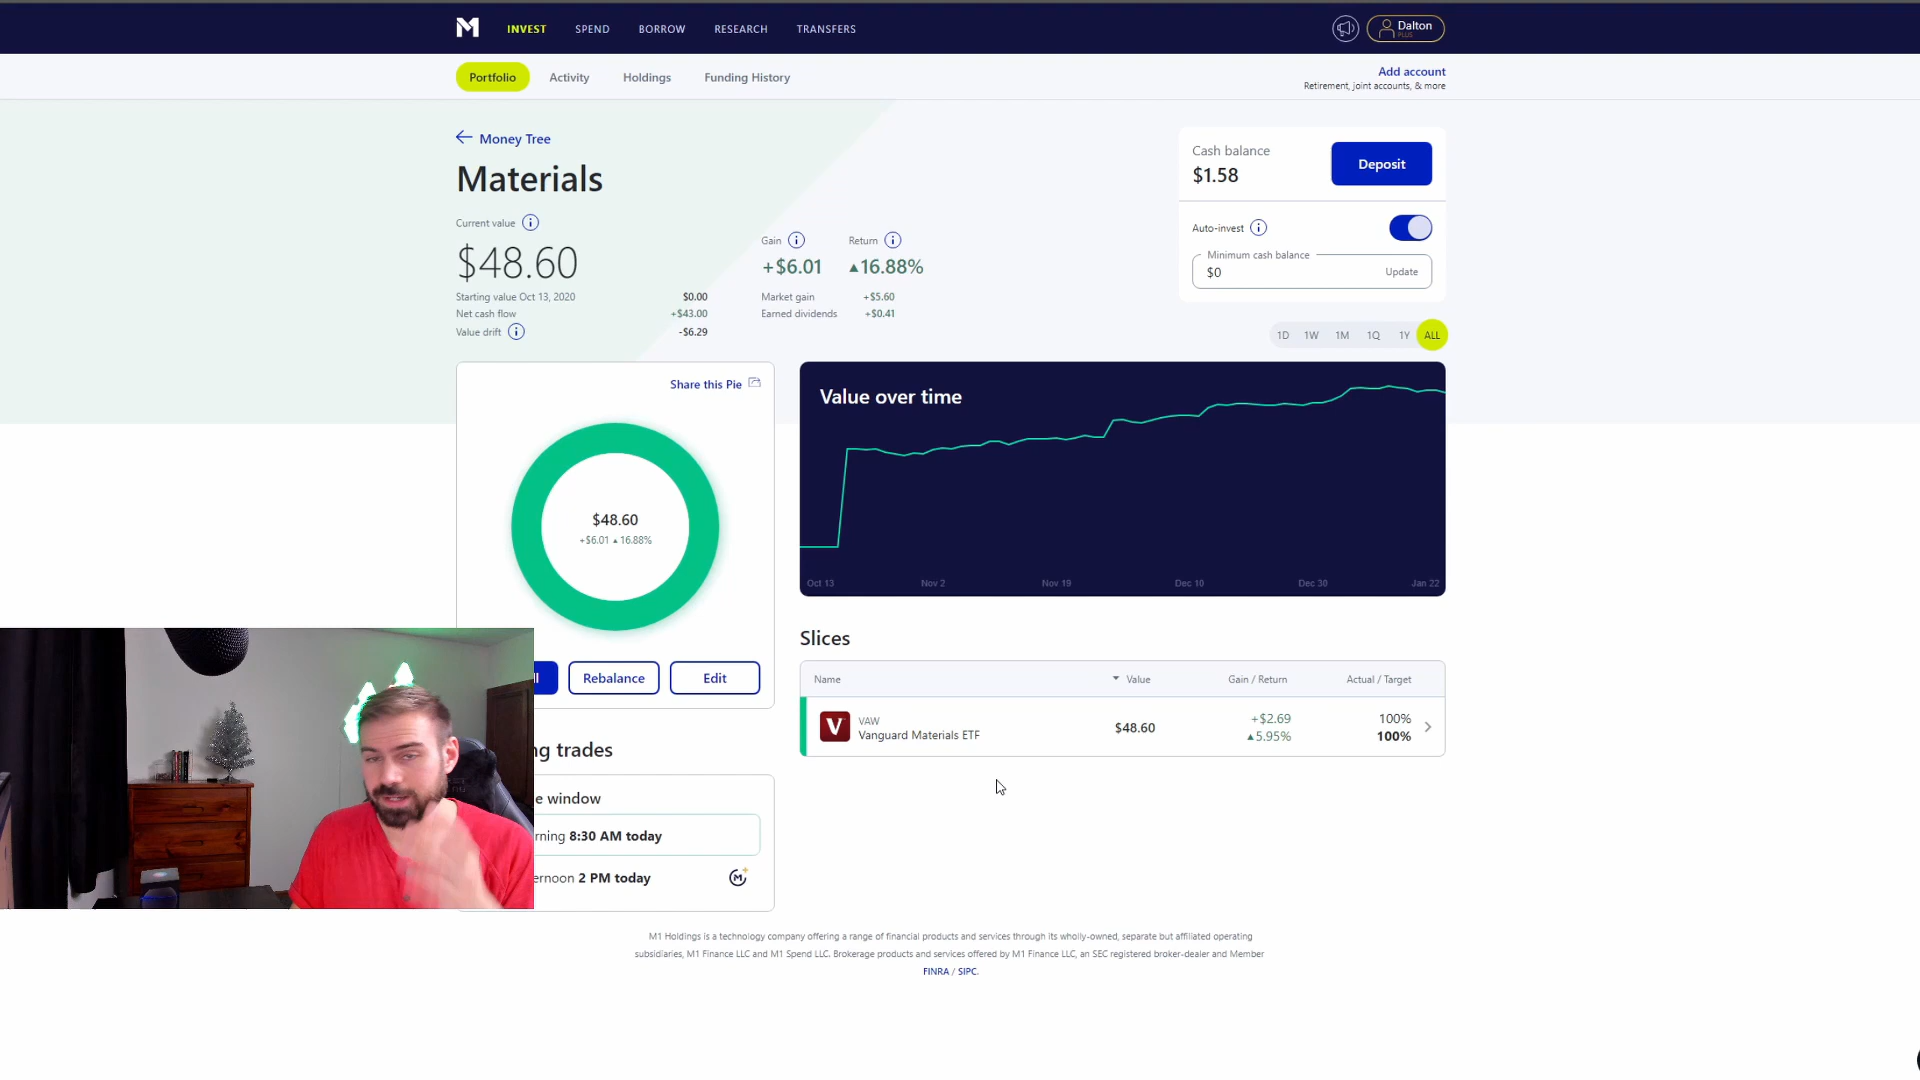 INVEST SPEND BORROW RESEARCH TRANSFERS
Dalton
PLUS
Portfolio Activity Holdings Funding History
Add account
Retirement, joint accounts, & more
Money Tree
Materials
Current value
$48.60
Starting value Oct 13, 2020 $0.00
Net cash flow +$43.00
Value drift -$6.29
Gain Return
+$6.01 ▲16.88%
Market gain +$5.60
Earned dividends +$0.41
Cash balance
$1.58
Deposit
Auto-invest
Minimum cash balance
$0 Update
1D 1W 1M 1Q 1Y ALL
Share this Pie
$48.60
+$6.01 ▲ 16.88%
Rebalance Edit
Value over time
Oct 13 Nov 2 Nov 19 Dec 10 Dec 30 Jan 22
Slices
Name Value Gain / Return Actual / Target
V
VAW
Vanguard Materials ETF
$48.60
+$2.69
▲5.95%
100%
100%
g trades
e window
rning 8:30 AM today
ernoon 2 PM today
M1 Holdings is a technology company offering a range of financial products and services through its wholly-owned, separate but affiliated operating
subsidiaries, M1 Finance LLC and M1 Spend LLC. Brokerage products and services offered by M1 Finance LLC, an SEC registered broker-dealer and Member
FINRA / SIPC.